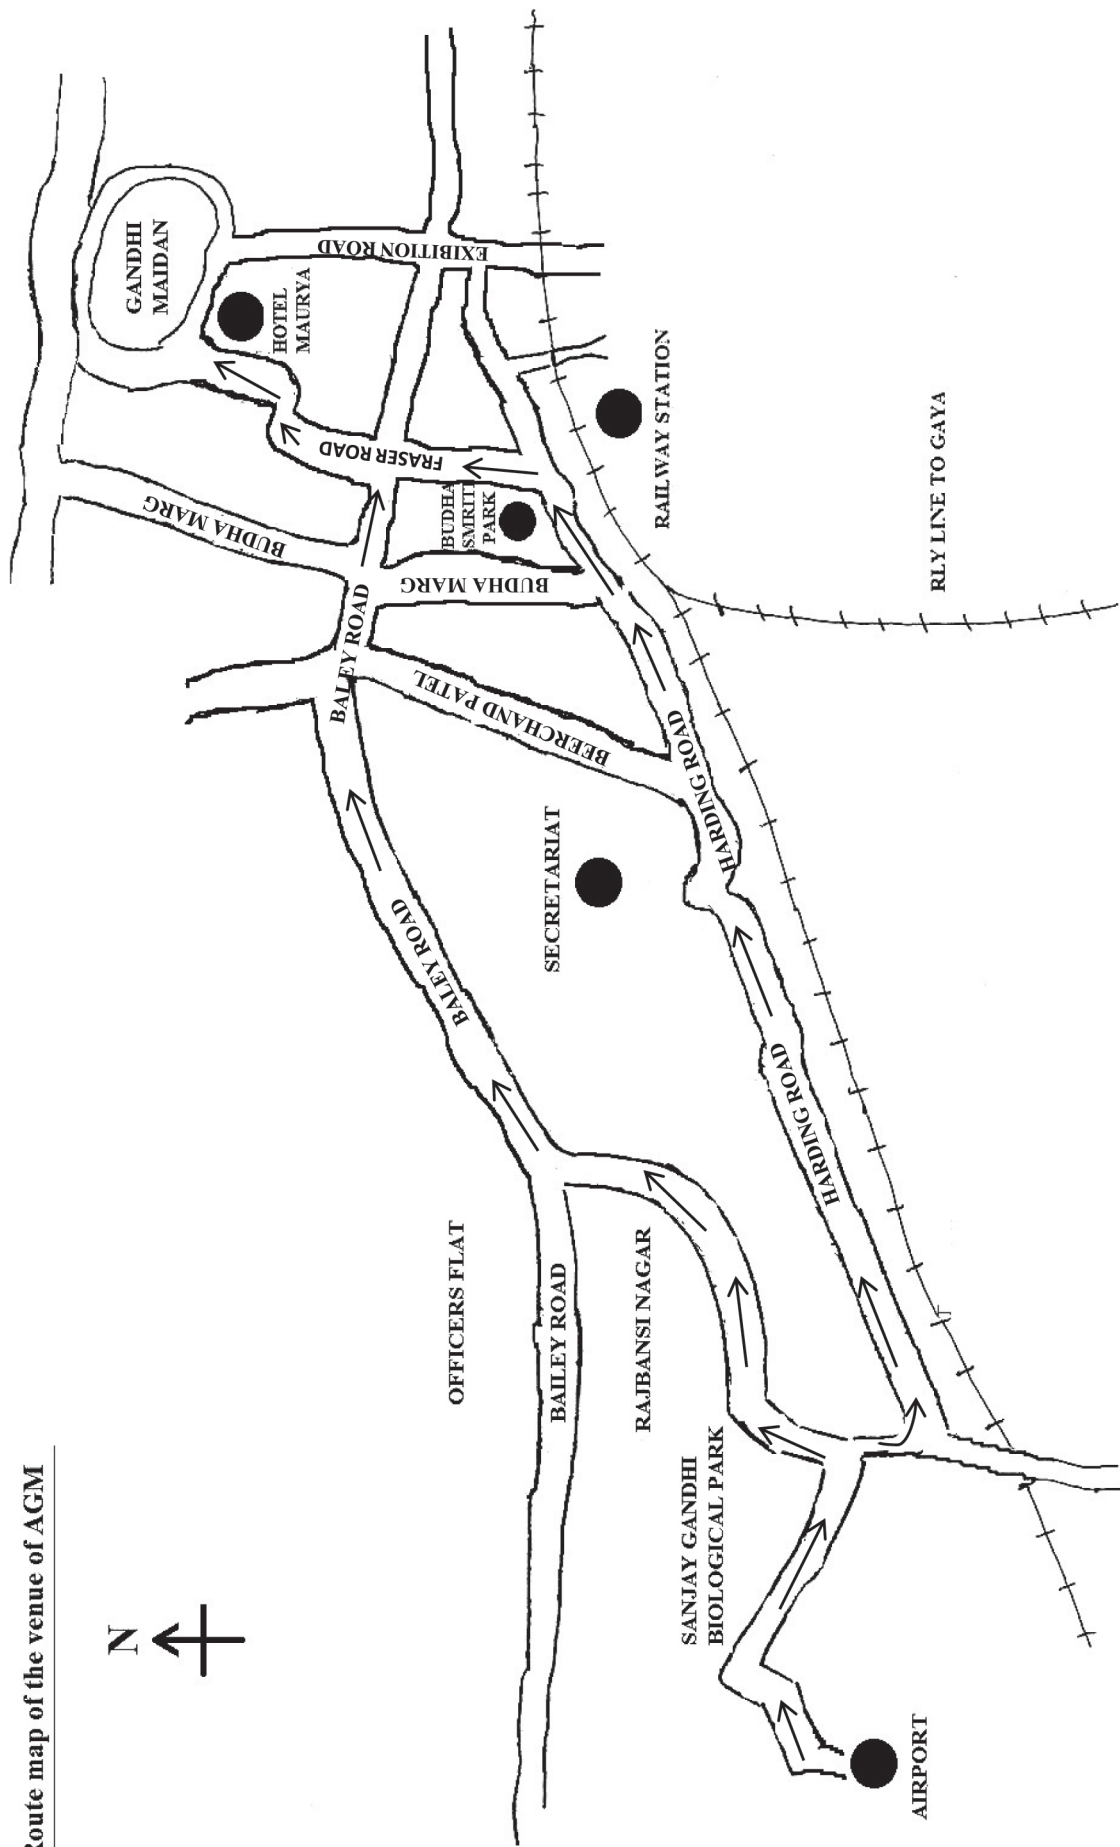 Route map of the venue of AGM
N
GANDHI
MAIDAN
BUDHA MARG
HOTEL
MAURYA
BALEY ROAD
FRASER ROAD
EXIBITION ROAD
BALEY ROAD
OFFICERS FLAT
BUDHA
SMRITI
PARK
BUDHA MARG
BEERCHAND PATEL
SECRETARIAT
BAILEY ROAD
RAJBANSI NAGAR
RAILWAY STATION
SANJAY GANDHI
BIOLOGICAL PARK
HARDING ROAD
HARDING ROAD
AIRPORT
RLY LINE TO GAYA